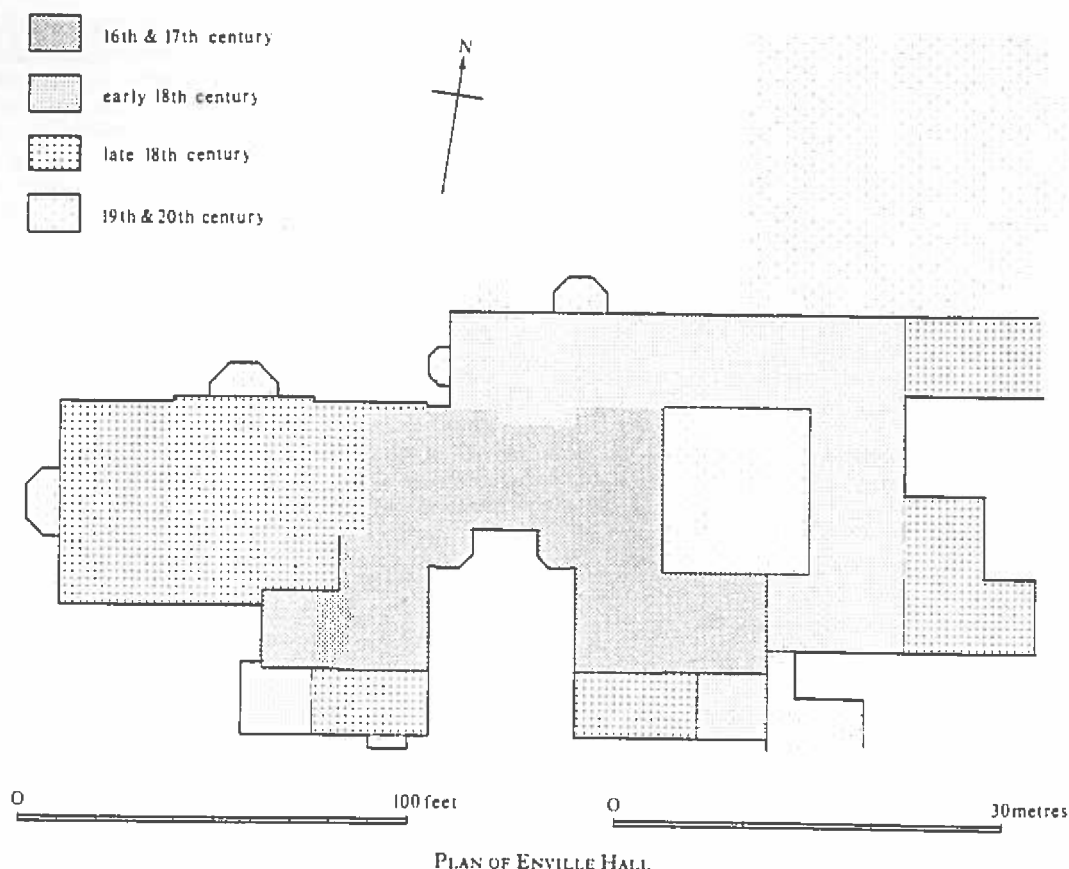 16th & 17th century
early 18th century
late 18th century
19th & 20th century
N
0 100 feet
0 30 metres
PLAN OF ENVILLE HALL